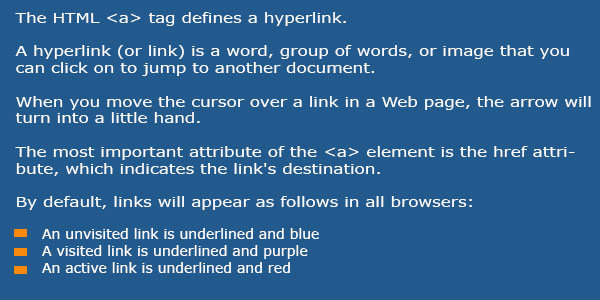 The HTML <a> tag defines a hyperlink.
A hyperlink (or link) is a word, group of words, or image that you
can click on to jump to another document.
When you move the cursor over a link in a Web page, the arrow will
turn into a little hand.
The most important attribute of the <a> element is the href attri-
bute, which indicates the link's destination.
By default, links will appear as follows in all browsers:
An unvisited link is underlined and blue
A visited link is underlined and purple
An active link is underlined and red